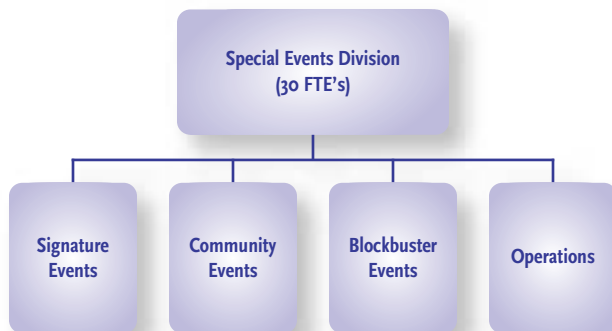 Special Events Division
(30 FTE's)
Signature
Events
Community
Events
Blockbuster
Events
Operations